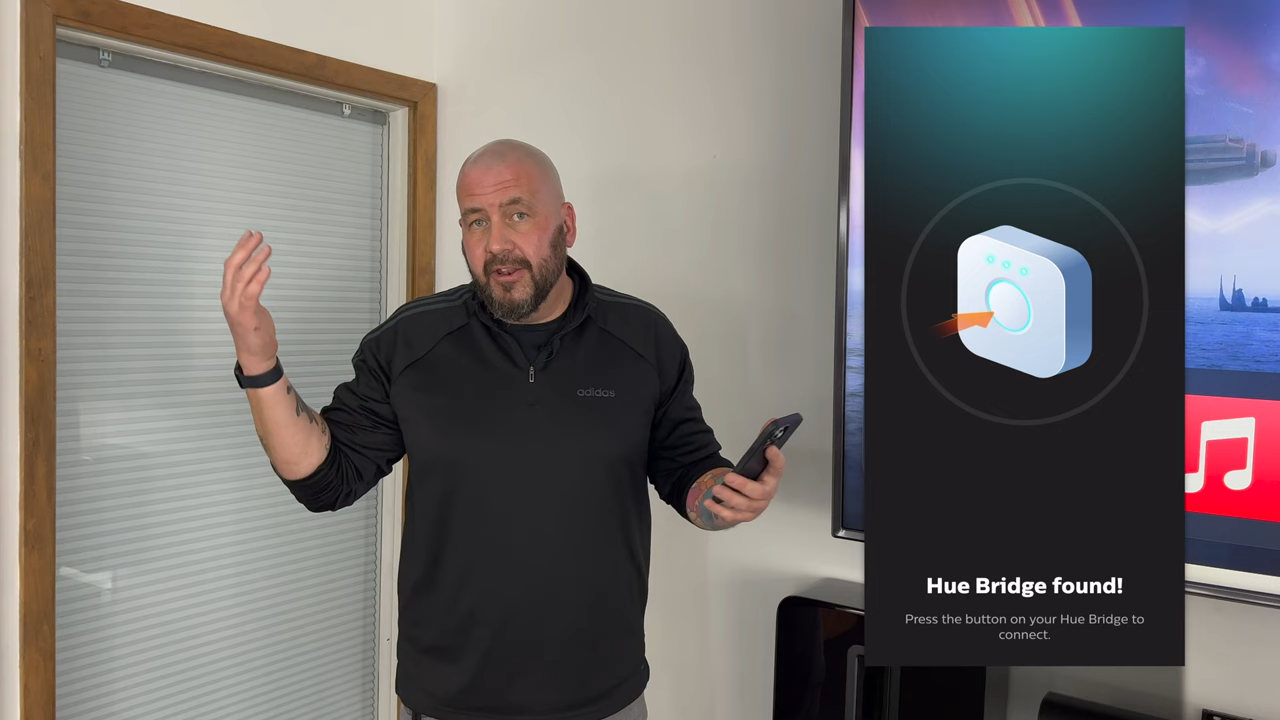 adidas
Hue Bridge found!
Press the button on your Hue Bridge to
connect.